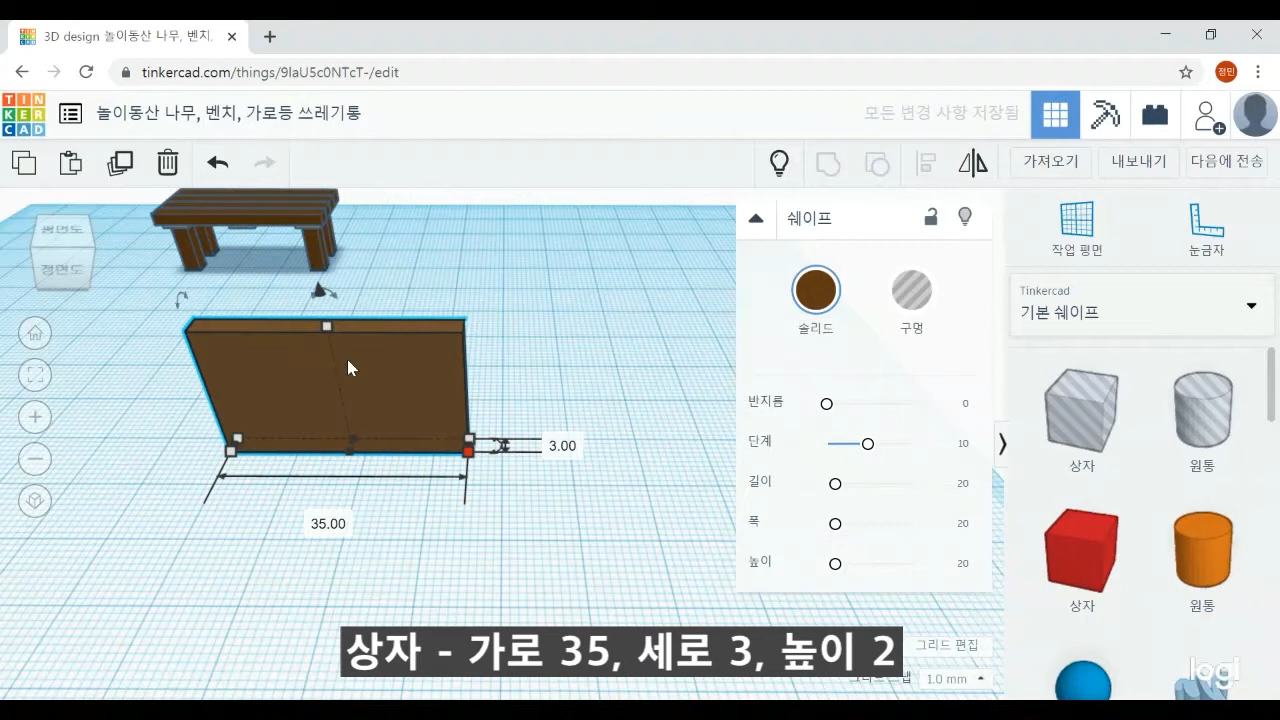 3D design 놀이동산 나무, 벤치,
tinkercad.com/things/9IaU5c0NTcT-/edit
정민
TIN
KER
CAD
놀이동산 나무, 벤치, 가로등 쓰레기통
모든 변경 사항 저장됨
가져오기
내보내기
다음에 전송
평면도
정면도
쉐이프
솔리드
구멍
반지름 0
단계 10
길이 20
폭 20
높이 20
작업 평면
눈금자
Tinkercad
기본 쉐이프
상자
원통
상자
원통
3.00
35.00
상자 - 가로 35, 세로 3, 높이 2
그리드 편집
1.0 mm
logi